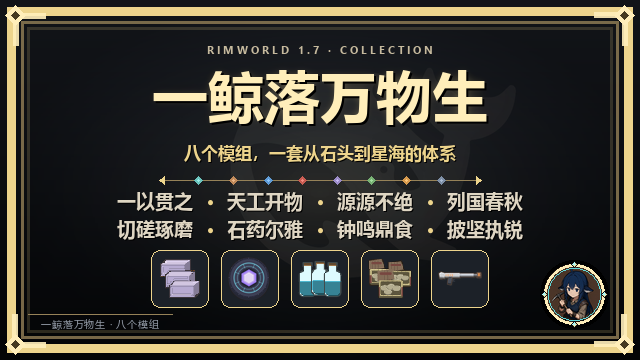 RIMWORLD 1.7 · COLLECTION
一鲸落万物生
八个模组，一套从石头到星海的体系
一以贯之 • 天工开物 • 源源不绝 • 列国春秋
切磋琢磨 • 石药尔雅 • 钟鸣鼎食 • 披坚执锐
一鲸落万物生 · 八个模组